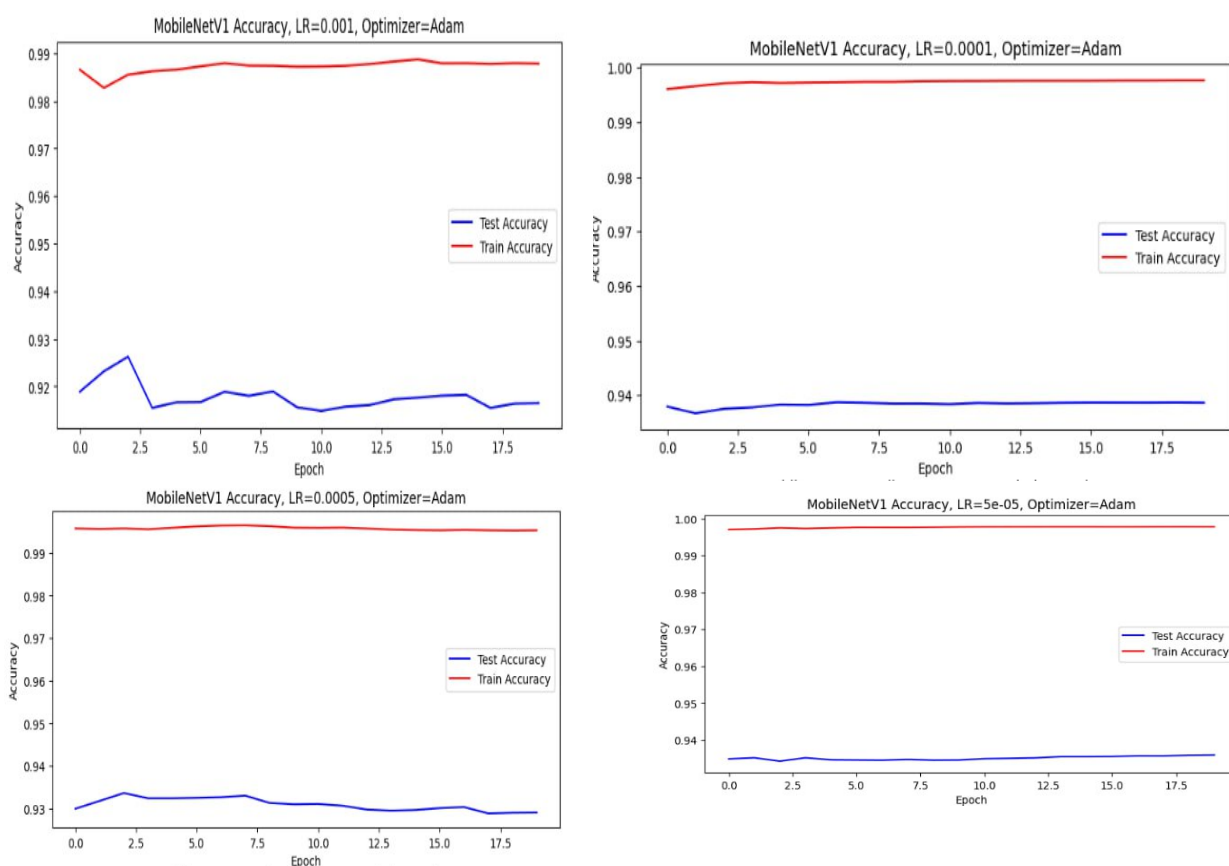 MobileNetV1 Accuracy, LR=0.001, Optimizer=Adam
0.99
0.98
0.97
0.96
0.95
0.94
0.93
0.92
Accuracy
Test Accuracy
Train Accuracy
0.0 2.5 5.0 7.5 10.0 12.5 15.0 17.5
Epoch
MobileNetV1 Accuracy, LR=0.0001, Optimizer=Adam
1.00
0.99
0.98
0.97
0.96
0.95
0.94
Accuracy
Test Accuracy
Train Accuracy
0.0 2.5 5.0 7.5 10.0 12.5 15.0 17.5
Epoch
MobileNetV1 Accuracy, LR=0.0005, Optimizer=Adam
0.99
0.98
0.97
0.96
0.95
0.94
0.93
Accuracy
Test Accuracy
Train Accuracy
0.0 2.5 5.0 7.5 10.0 12.5 15.0 17.5
Epoch
MobileNetV1 Accuracy, LR=5e-05, Optimizer=Adam
1.00
0.99
0.98
0.97
0.96
0.95
0.94
Accuracy
Test Accuracy
Train Accuracy
0.0 2.5 5.0 7.5 10.0 12.5 15.0 17.5
Epoch